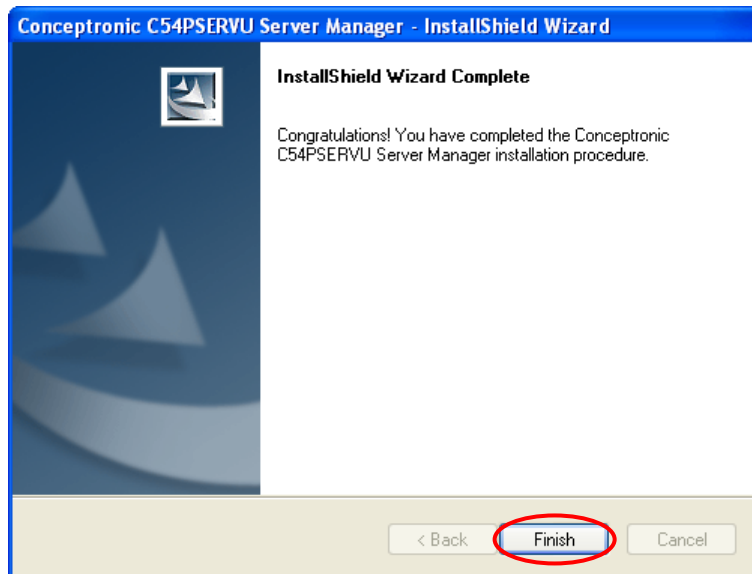 Conceptronic C54PSERVU Server Manager - InstallShield Wizard
InstallShield Wizard Complete
Congratulations! You have completed the Conceptronic
C54PSERVU Server Manager installation procedure.
< Back Finish Cancel